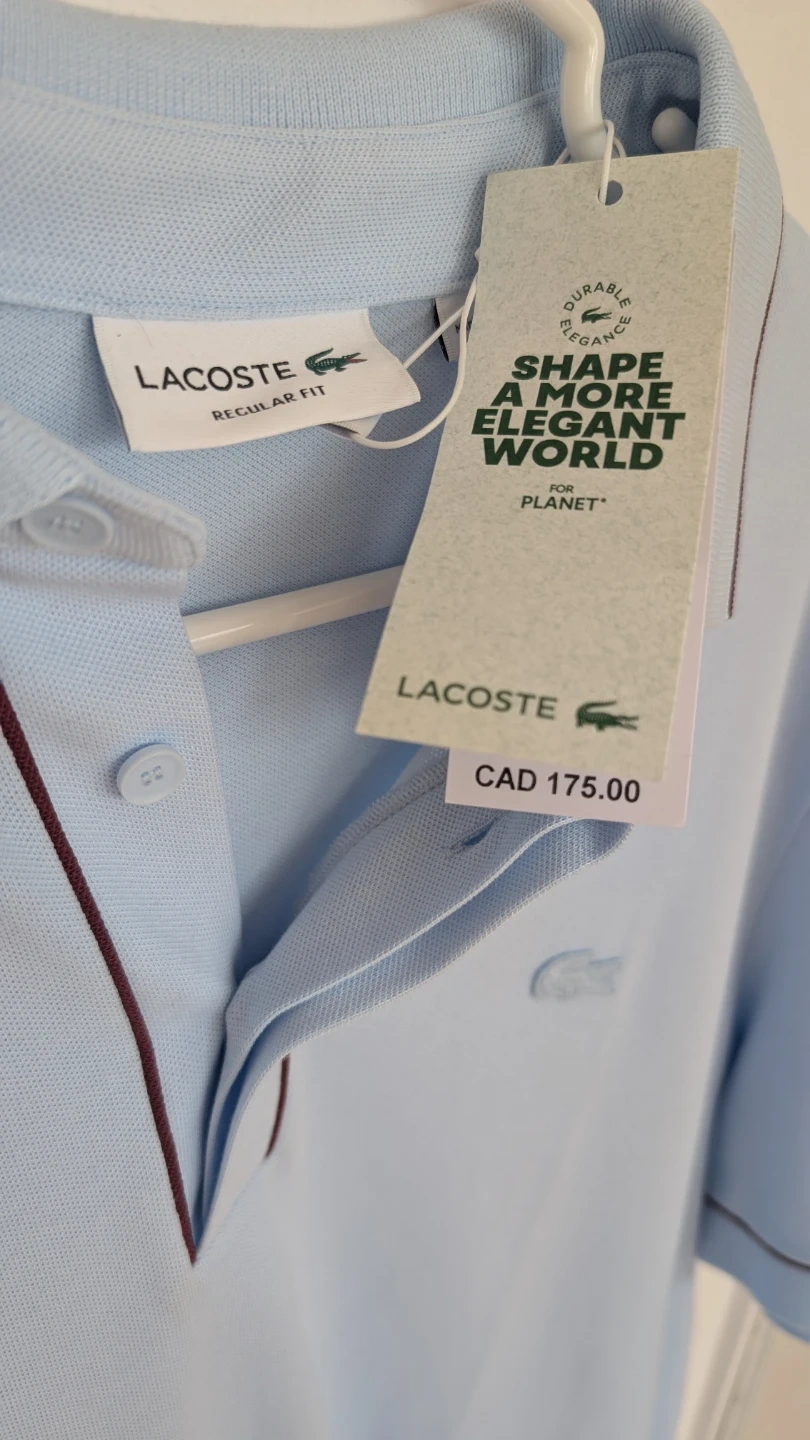 LACOSTE
REGULAR FIT
DURABLE
ELEGANCE
SHAPE
A MORE
ELEGANT
WORLD
FOR
PLANET*
LACOSTE
CAD 175.00